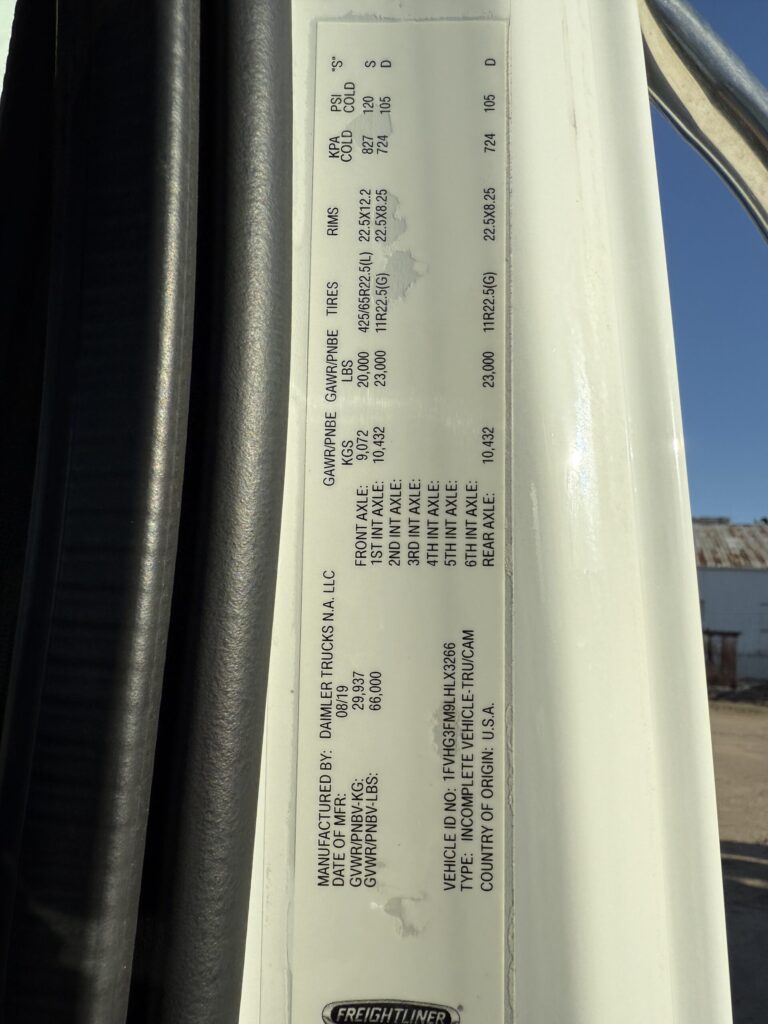 FREIGHTLINER ®
MANUFACTURED BY: DAIMLER TRUCKS N.A. LLC
DATE OF MFR: 08/19
GVWR/PNBV-KG: 29,937
GVWR/PNBV-LBS: 66,000
VEHICLE ID NO: 1FVHG3FM9LHLX3266
TYPE: INCOMPLETE VEHICLE-TRU/CAM
COUNTRY OF ORIGIN: U.S.A.
GAWR/PNBE GAWR/PNBE TIRES RIMS KPA PSI "S"
KGS LBS COLD COLD
FRONT AXLE: 9,072 20,000 425/65R22.5(L) 22.5X12.2 827 120 S
1ST INT AXLE: 10,432 23,000 11R22.5(G) 22.5X8.25 724 105 D
2ND INT AXLE:
3RD INT AXLE:
4TH INT AXLE:
5TH INT AXLE:
6TH INT AXLE:
REAR AXLE: 10,432 23,000 11R22.5(G) 22.5X8.25 724 105 D